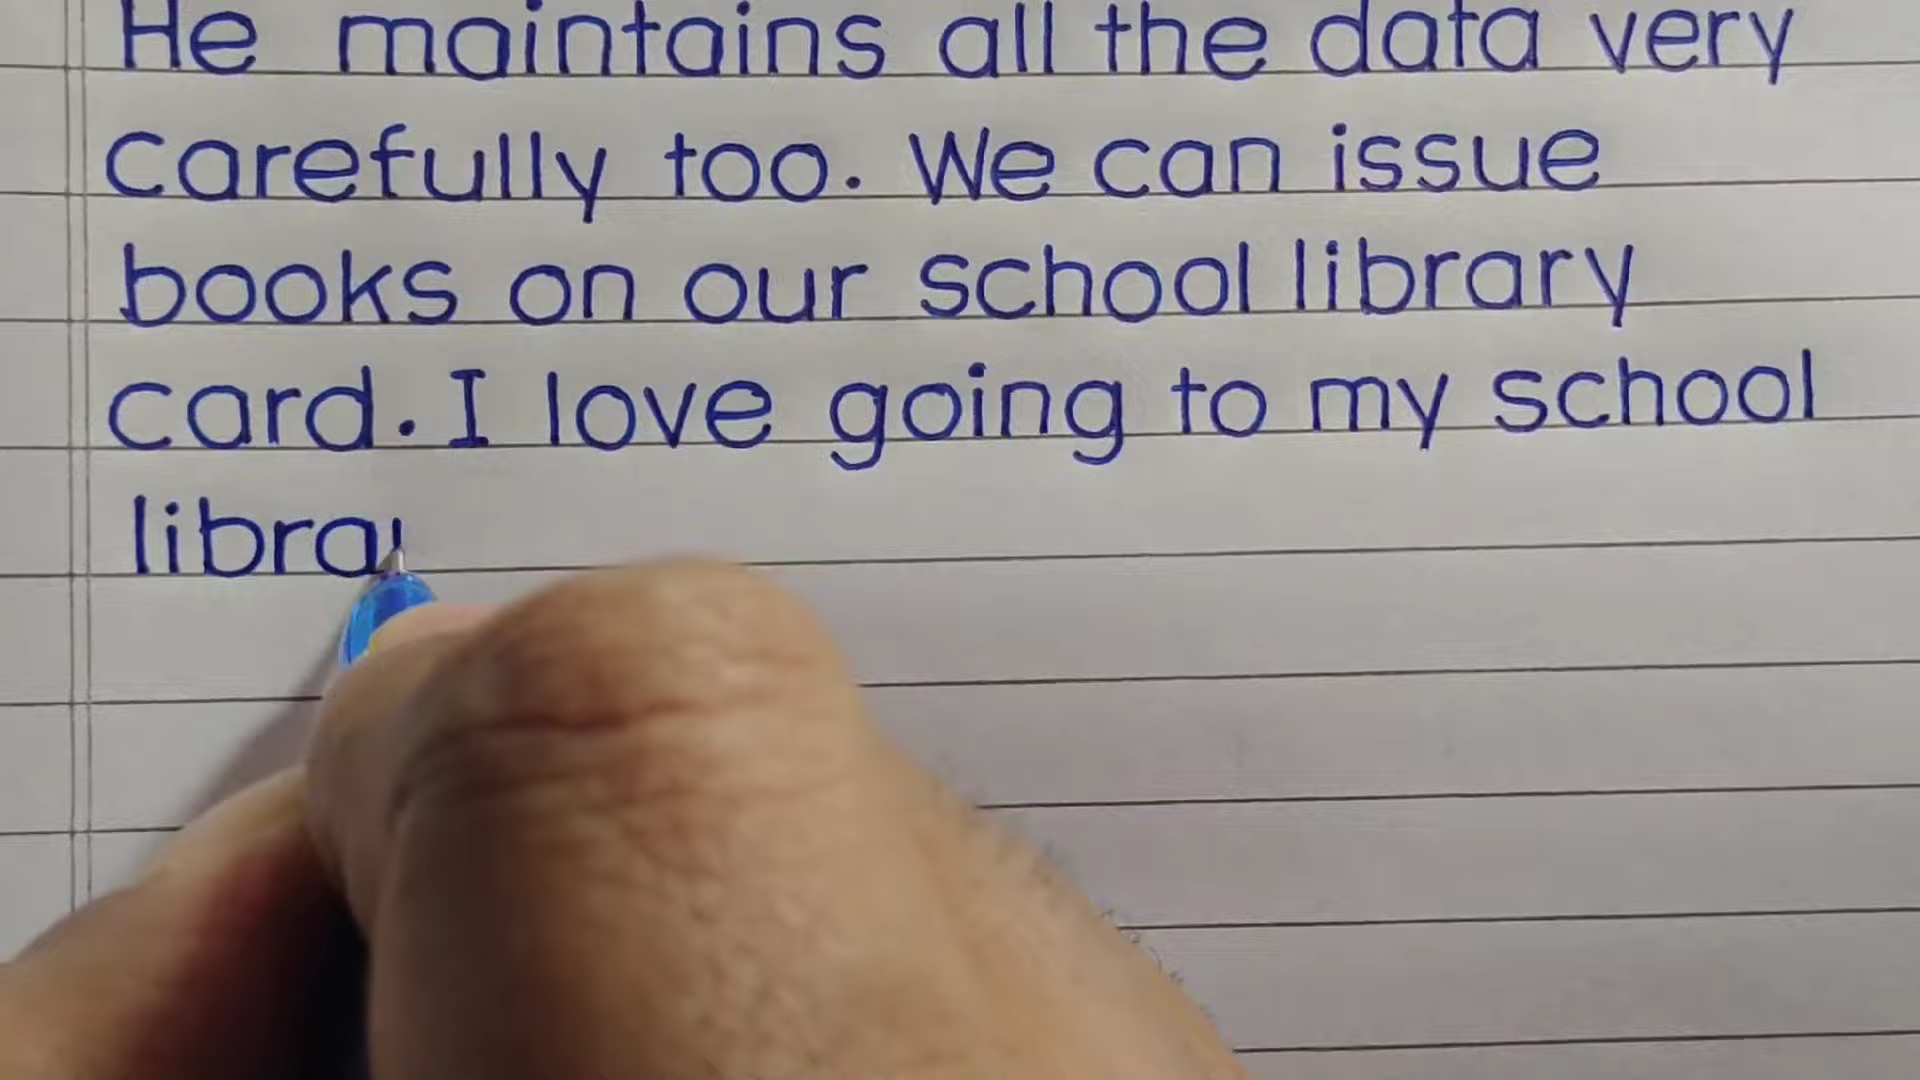 He maintains all the data very
carefully too. We can issue
books on our school library
card. I love going to my school
libra